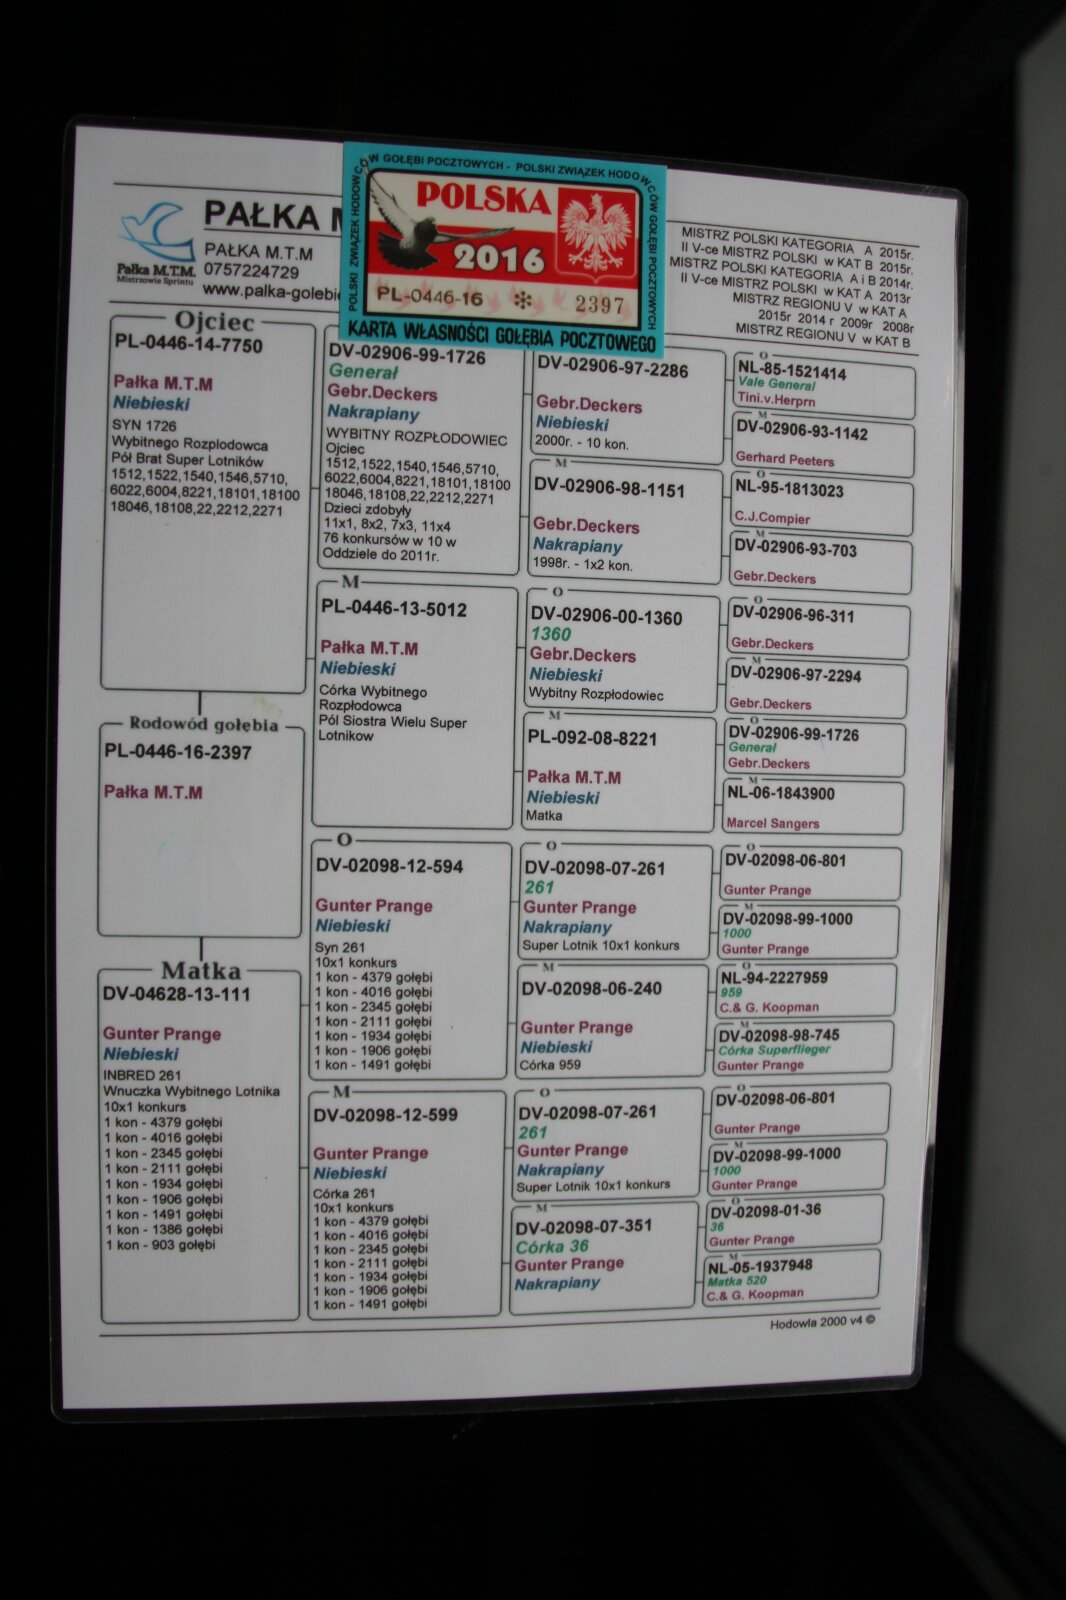 POLSKI ZWIĄZEK HODOWCÓW GOŁĘBI POCZTOWYCH - POLSKI ZWIĄZEK HODOWCÓW GOŁĘBI POCZTOWYCH
POLSKA
2016
PL-0446-16 * 2397
KARTA WŁASNOŚCI GOŁĘBIA POCZTOWEGO
PAŁKA
PAŁKA M.T.M
0757224729
www.palka-golebie
Pałka M.T.M.
Mistrzowie Sprintu
MISTRZ POLSKI KATEGORIA A 2015r.
II V-ce MISTRZ POLSKI w KAT B 2015r.
MISTRZ POLSKI KATEGORIA A i B 2014r.
II V-ce MISTRZ POLSKI w KAT A 2013r
MISTRZ REGIONU V w KAT A
2015r 2014 r 2009r 2008r
MISTRZ REGIONU V w KAT B
Ojciec
PL-0446-14-7750
Pałka M.T.M
Niebieski
SYN 1726
Wybitnego Rozplodowca
Pół Brat Super Lotników
1512,1522,1540,1546,5710,
6022,6004,8221,18101,18100
18046,18108,22,2212,2271
Rodowód gołębia
PL-0446-16-2397
Pałka M.T.M
Matka
DV-04628-13-111
Gunter Prange
Niebieski
INBRED 261
Wnuczka Wybitnego Lotnika
10x1 konkurs
1 kon - 4379 gołębi
1 kon - 4016 gołębi
1 kon - 2345 gołębi
1 kon - 2111 gołębi
1 kon - 1934 gołębi
1 kon - 1906 gołębi
1 kon - 1491 gołębi
1 kon - 1386 gołębi
1 kon - 903 gołębi
DV-02906-99-1726
Generał
Gebr.Deckers
Nakrapiany
WYBITNY ROZPŁODOWIEC
Ojciec
1512,1522,1540,1546,5710,
6022,6004,8221,18101,18100
18046,18108,22,2212,2271
Dzieci zdobyły
11x1, 8x2, 7x3, 11x4
76 konkursów w 10 w
Oddziele do 2011r.
M
PL-0446-13-5012
Pałka M.T.M
Niebieski
Córka Wybitnego
Rozpłodowca
Pól Siostra Wielu Super
Lotnikow
O
DV-02098-12-594
Gunter Prange
Niebieski
Syn 261
10x1 konkurs
1 kon - 4379 gołębi
1 kon - 4016 gołębi
1 kon - 2345 gołębi
1 kon - 2111 gołębi
1 kon - 1934 gołębi
1 kon - 1906 gołębi
1 kon - 1491 gołębi
M
DV-02098-12-599
Gunter Prange
Niebieski
Córka 261
10x1 konkurs
1 kon - 4379 gołębi
1 kon - 4016 gołębi
1 kon - 2345 gołębi
1 kon - 2111 gołębi
1 kon - 1934 gołębi
1 kon - 1906 gołębi
1 kon - 1491 gołębi
DV-02906-97-2286
Gebr.Deckers
Niebieski
2000r. - 10 kon.
M
DV-02906-98-1151
Gebr.Deckers
Nakrapiany
1998r. - 1x2 kon.
O
DV-02906-00-1360
1360
Gebr.Deckers
Niebieski
Wybitny Rozpłodowiec
M
PL-092-08-8221
Pałka M.T.M
Niebieski
Matka
O
DV-02098-07-261
261
Gunter Prange
Nakrapiany
Super Lotnik 10x1 konkurs
M
DV-02098-06-240
Gunter Prange
Niebieski
Córka 959
O
DV-02098-07-261
261
Gunter Prange
Nakrapiany
Super Lotnik 10x1 konkurs
M
DV-02098-07-351
Córka 36
Gunter Prange
Nakrapiany
O
NL-85-1521414
Vale General
Tini.v.Herprn
M
DV-02906-93-1142
Gerhard Peeters
O
NL-95-1813023
C.J.Compier
M
DV-02906-93-703
Gebr.Deckers
O
DV-02906-96-311
Gebr.Deckers
M
DV-02906-97-2294
Gebr.Deckers
O
DV-02906-99-1726
Generał
Gebr.Deckers
M
NL-06-1843900
Marcel Sangers
O
DV-02098-06-801
Gunter Prange
M
DV-02098-99-1000
1000
Gunter Prange
O
NL-94-2227959
959
C.& G. Koopman
M
DV-02098-98-745
Córka Superflieger
Gunter Prange
O
DV-02098-06-801
Gunter Prange
M
DV-02098-99-1000
1000
Gunter Prange
O
DV-02098-01-36
36
Gunter Prange
M
NL-05-1937948
Matka 520
C.& G. Koopman
Hodowla 2000 v4 ©